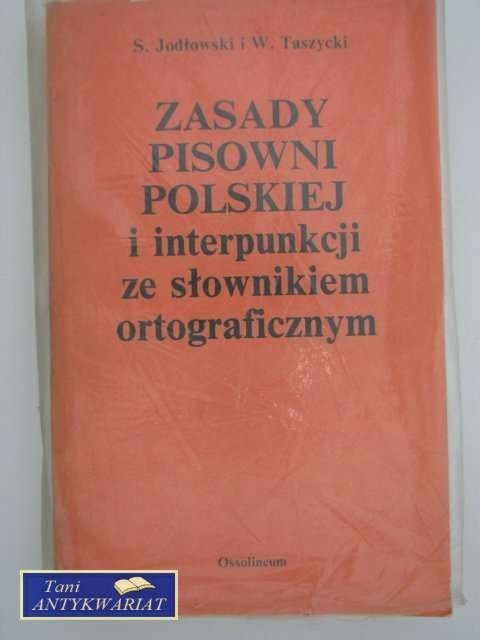 S. Jodłowski i W. Taszycki
ZASADY
PISOWNI
POLSKIEJ
i interpunkcji
ze słownikiem
ortograficznym
Ossolineum
Tani
ANTYKWARIAT